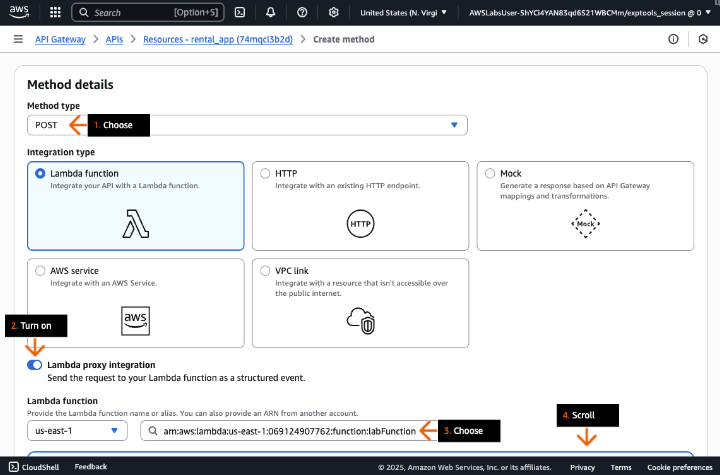 aws
Search
[Option+S]
United States (N. Virgi
AWSLabsUser-5hYCi4YAN83qd6S21WBCMm/exptools_session @ 0
API Gateway > APIs > Resources - rental_app (74mqcl3b2d) > Create method
Method details
Method type
POST
1. Choose
Integration type
Lambda function
Integrate your API with a Lambda function.
HTTP
Integrate with an existing HTTP endpoint.
HTTP
Mock
Generate a response based on API Gateway
mappings and transformations.
Mock
AWS service
Integrate with an AWS Service.
aws
VPC link
Integrate with a resource that isn't accessible over
the public internet.
2. Turn on
Lambda proxy integration
Send the request to your Lambda function as a structured event.
Lambda function
Provide the Lambda function name or alias. You can also provide an ARN from another account.
us-east-1
arn:aws:lambda:us-east-1:069124907762:function:labFunction
3. Choose
4. Scroll
CloudShell
Feedback
© 2025, Amazon Web Services, Inc. or its affiliates.
Privacy
Terms
Cookie preferences